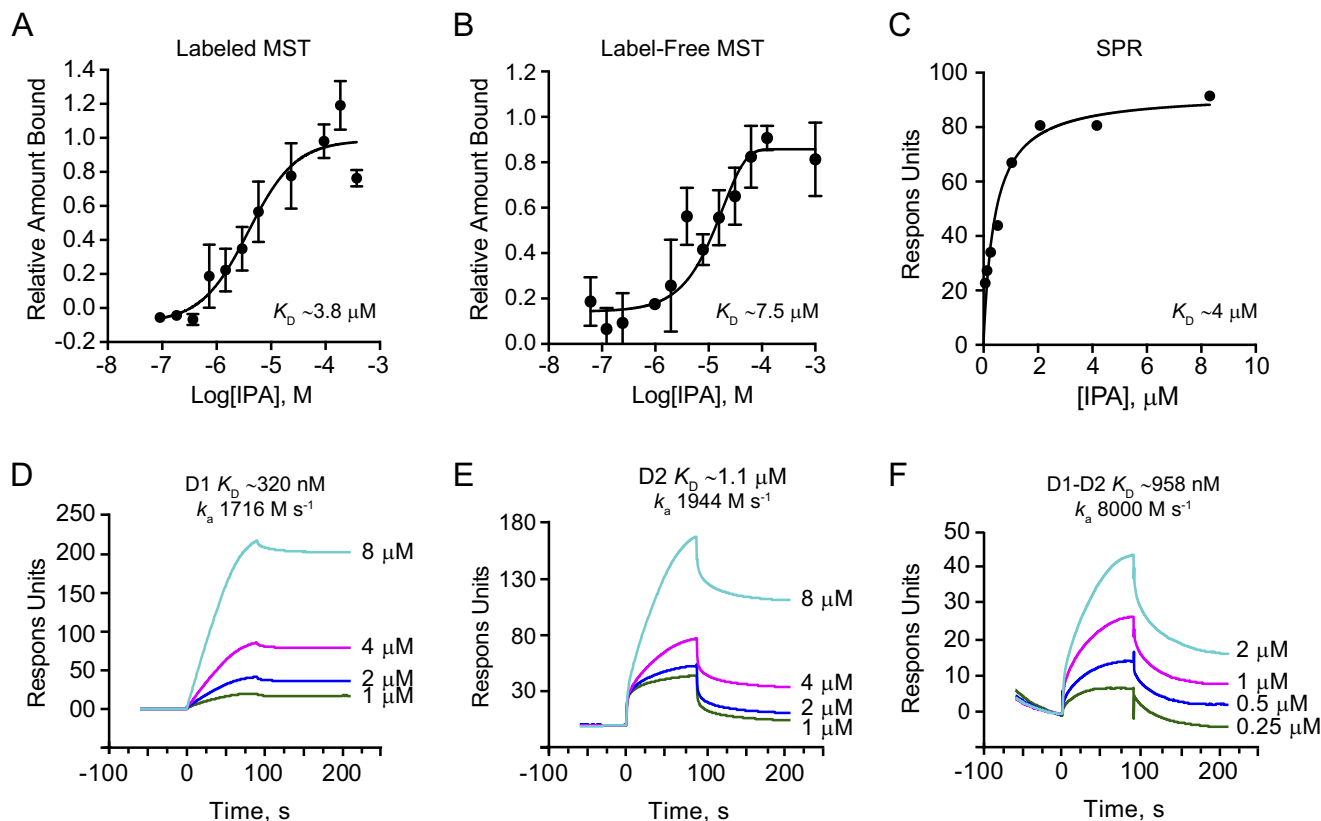 A
Labeled MST
Relative Amount Bound
1.4
1.2
1.0
0.8
0.6
0.4
0.2
0.0
-0.2
K_D ~3.8 µM
-7 -6 -5 -4 -3
Log[IPA], M
B
Label-Free MST
Relative Amount Bound
1.2
1.0
0.8
0.6
0.4
0.2
0.0
K_D ~7.5 µM
-8 -7 -6 -5 -4 -3
Log[IPA], M
C
SPR
Respons Units
100
80
60
40
20
0
K_D ~4 µM
0 2 4 6 8 10
[IPA], µM
D
D1 K_D ~320 nM
k_a 1716 M s⁻¹
Respons Units
250
225
200
150
100
50
00
8 µM
4 µM
2 µM
1 µM
-100 0 100 200
Time, s
E
D2 K_D ~1.1 µM
k_a 1944 M s⁻¹
Respons Units
180
130
80
30
8 µM
4 µM
2 µM
1 µM
-100 0 100 200
Time, s
F
D1-D2 K_D ~958 nM
k_a 8000 M s⁻¹
Respons Units
50
40
40
30
20
10
0
2 µM
1 µM
0.5 µM
0.25 µM
-100 0 100 200
Time, s